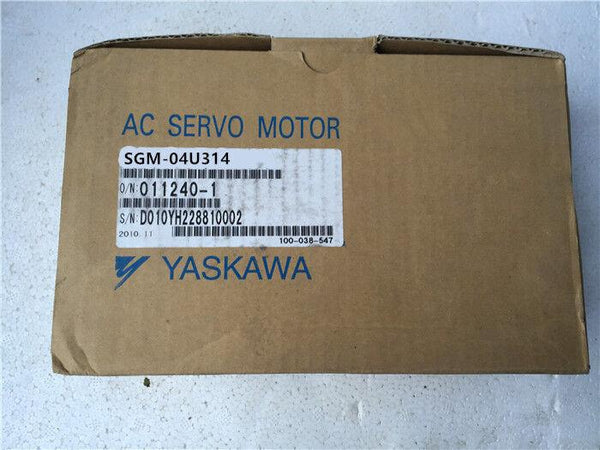 AC SERVO MOTOR
SGM-04U314
O/N: 011240-1
S/N: D010YH228810002
2010.11
100-038-547
YASKAWA